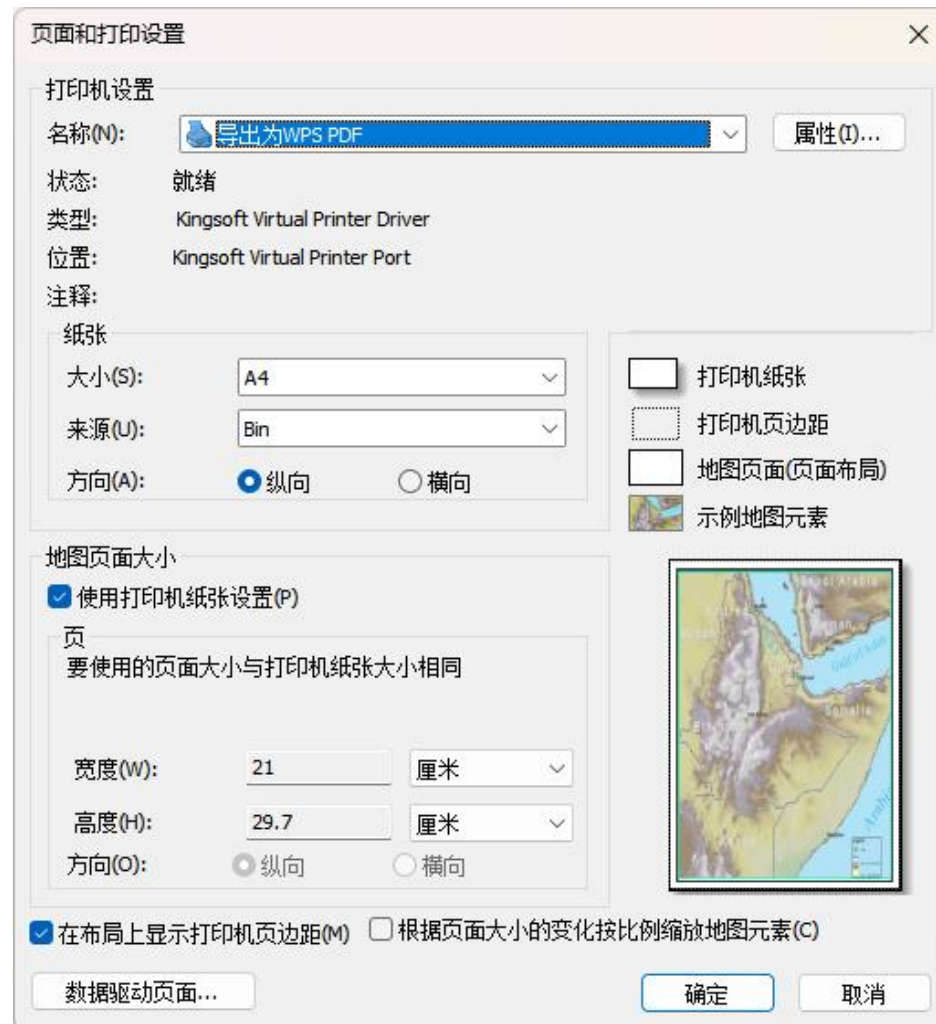 页面和打印设置
打印机设置
名称(N): 导出为WPS PDF 属性(I)...
状态: 就绪
类型: Kingsoft Virtual Printer Driver
位置: Kingsoft Virtual Printer Port
注释:
纸张
大小(S): A4
来源(U): Bin
方向(A): 纵向 横向
打印机纸张
打印机页边距
地图页面(页面布局)
示例地图元素
地图页面大小
使用打印机纸张设置(P)
页
要使用的页面大小与打印机纸张大小相同
宽度(W): 21 厘米
高度(H): 29.7 厘米
方向(O): 纵向 横向
Saudi Arabia
Somalia
在布局上显示打印机页边距(M) 根据页面大小的变化按比例缩放地图元素(C)
数据驱动页面... 确定 取消